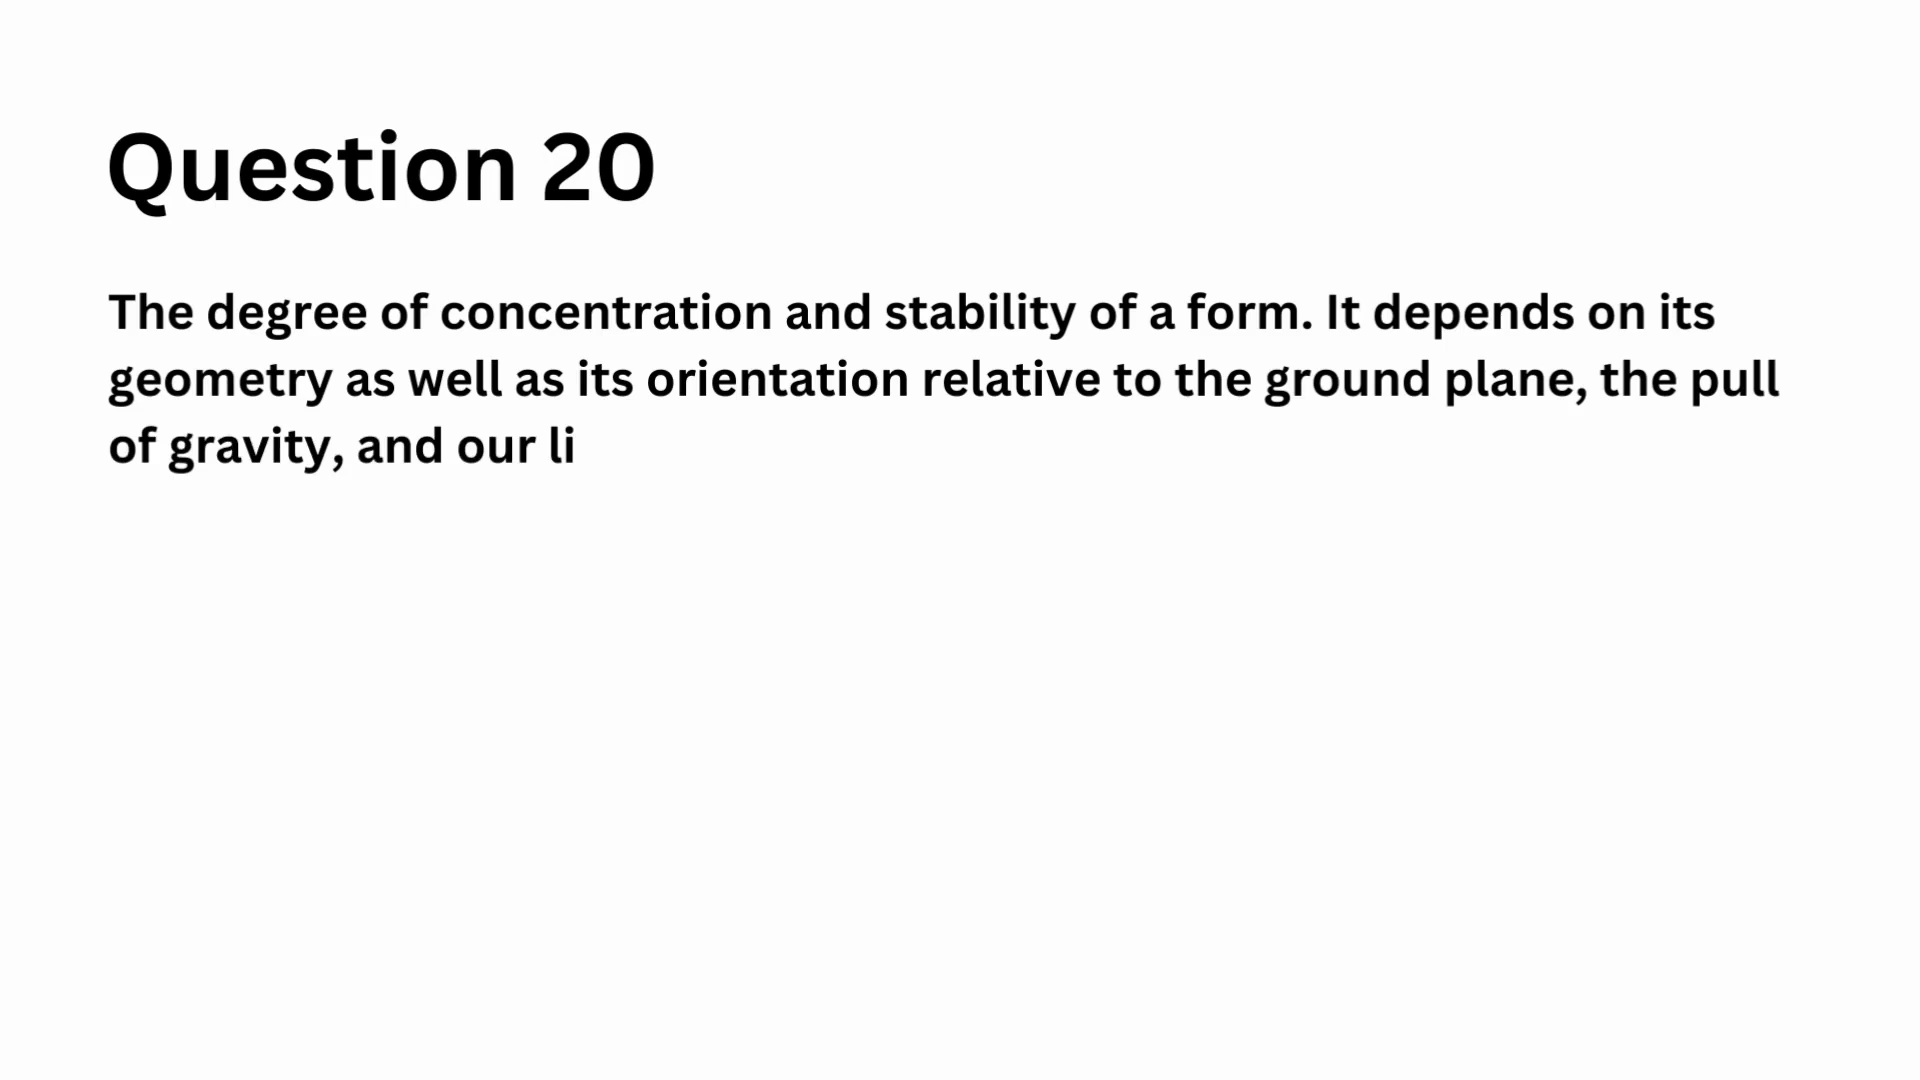 Question 20
The degree of concentration and stability of a form. It depends on its
geometry as well as its orientation relative to the ground plane, the pull
of gravity, and our li